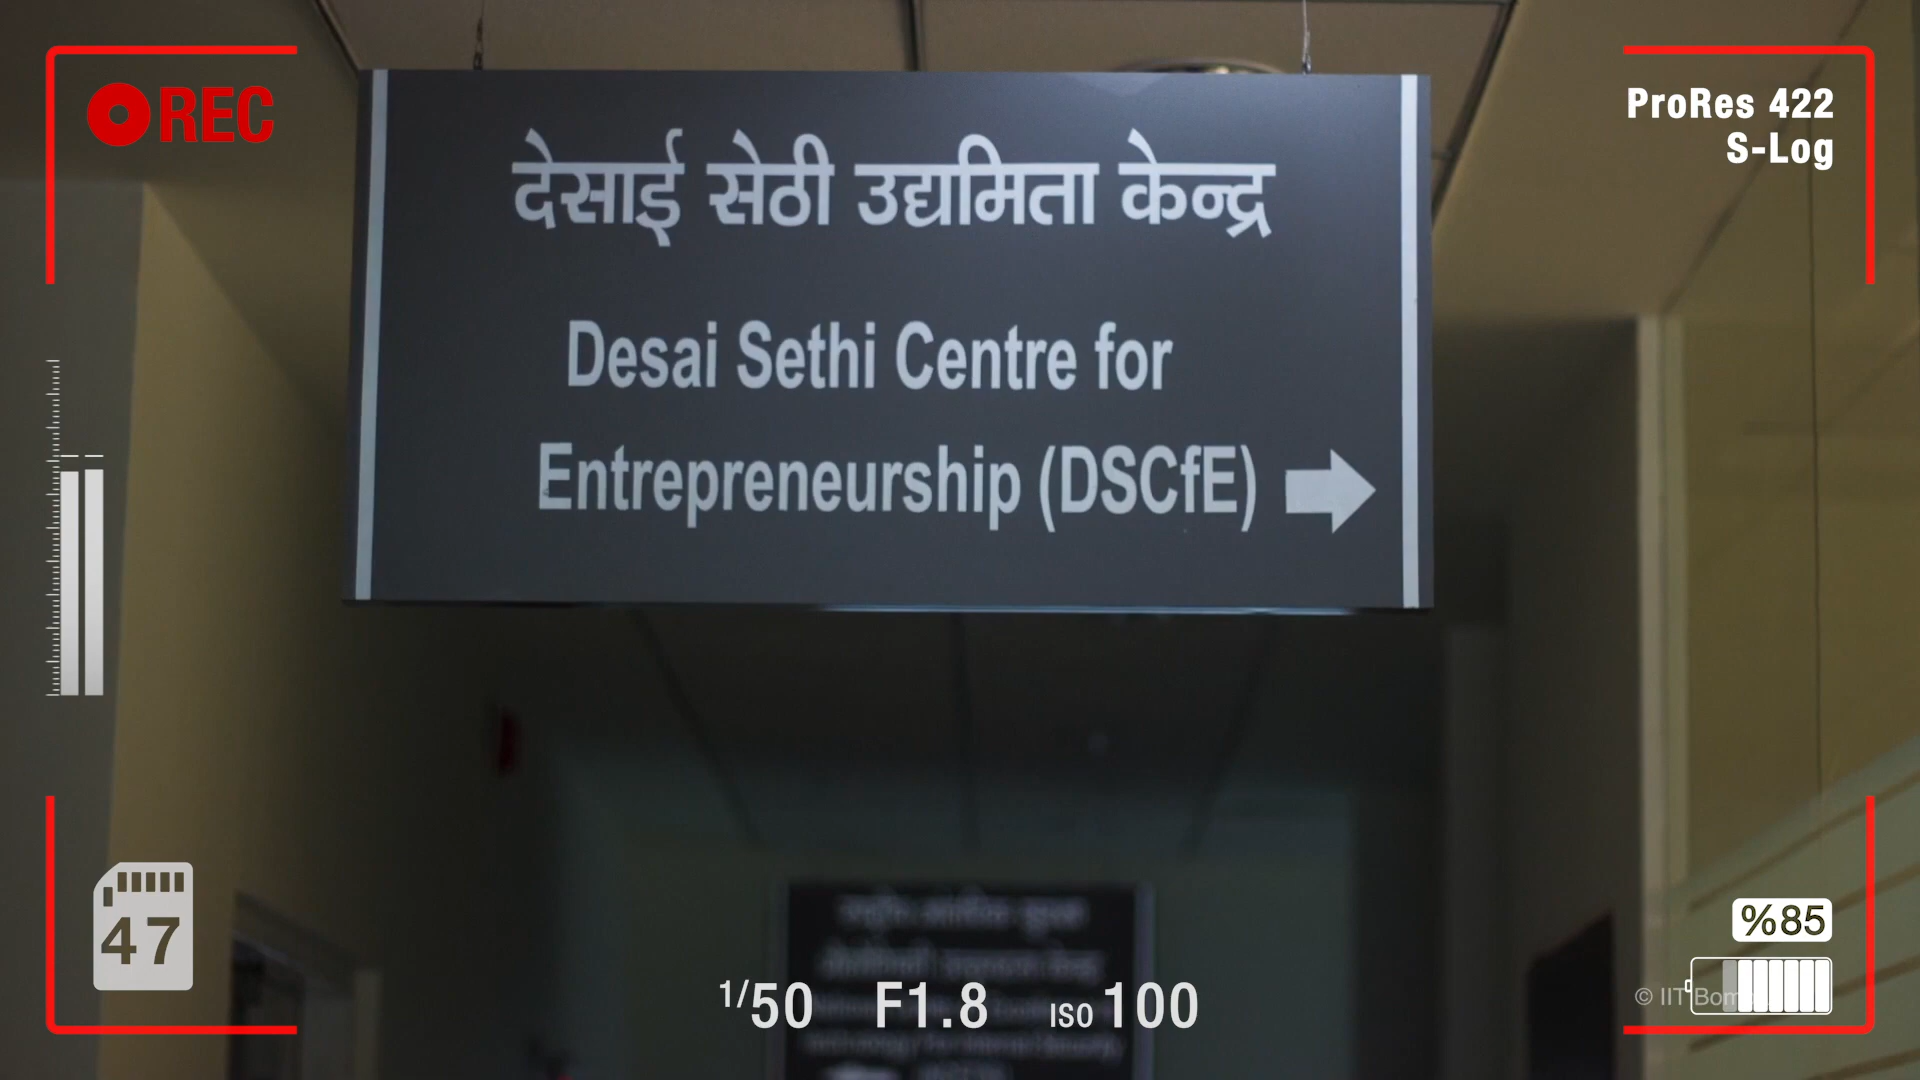 REC
ProRes 422
S-Log
देसाई सेठी उद्यमिता केन्द्र
Desai Sethi Centre for
Entrepreneurship (DSCfE)
47
%85
1/50 F1.8 ISO 100
© IIT